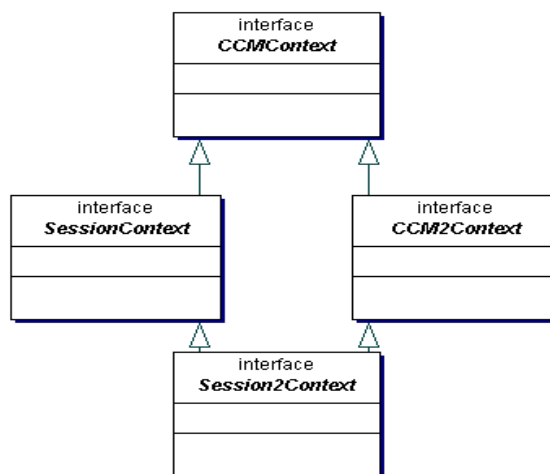 interface
CCMContext
interface
SessionContext
interface
CCM2Context
interface
Session2Context